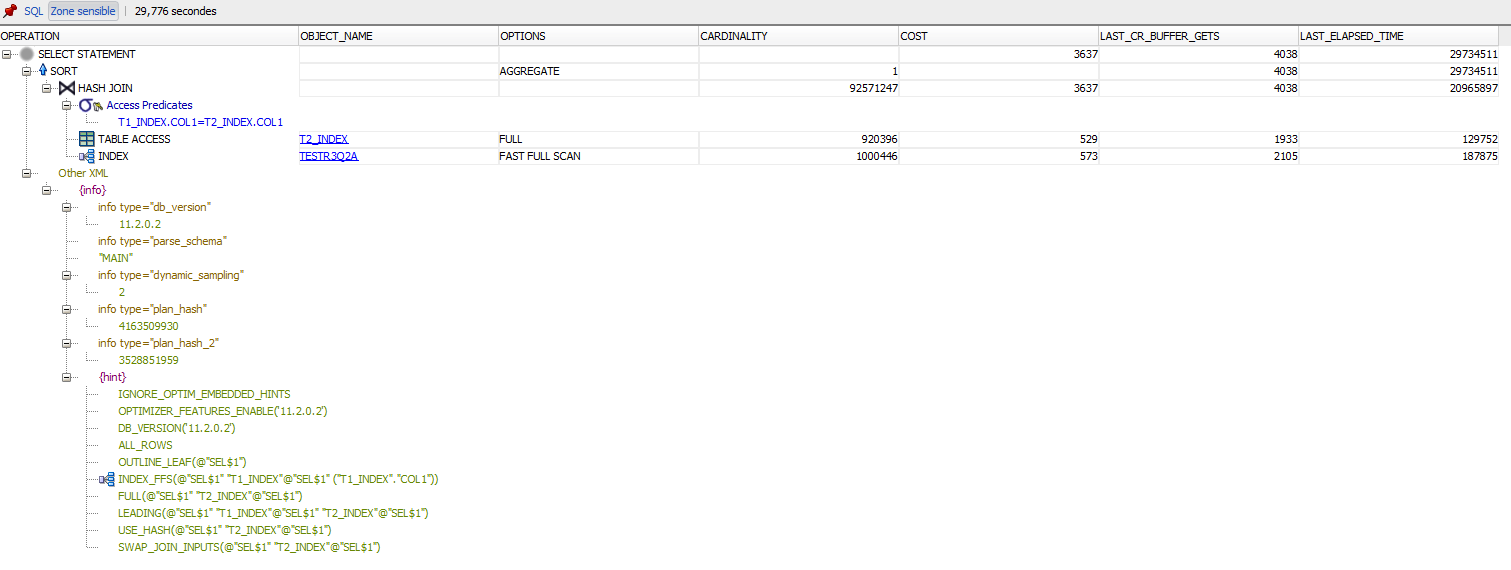 SQL Zone sensible 29,776 secondes
OPERATION OBJECT_NAME OPTIONS CARDINALITY COST LAST_CR_BUFFER_GETS LAST_ELAPSED_TIME
SELECT STATEMENT 3637 4038 29734511
SORT AGGREGATE 1 4038 29734511
HASH JOIN 92571247 3637 4038 20965897
Access Predicates
T1_INDEX.COL1=T2_INDEX.COL1
TABLE ACCESS T2_INDEX FULL 920396 529 1933 129752
INDEX TESTR3Q2A FAST FULL SCAN 1000446 573 2105 187875
Other XML
{info}
info type="db_version"
11.2.0.2
info type="parse_schema"
"MAIN"
info type="dynamic_sampling"
2
info type="plan_hash"
4163509930
info type="plan_hash_2"
3528851959
{hint}
IGNORE_OPTIM_EMBEDDED_HINTS
OPTIMIZER_FEATURES_ENABLE('11.2.0.2')
DB_VERSION('11.2.0.2')
ALL_ROWS
OUTLINE_LEAF(@"SEL$1")
INDEX_FFS(@"SEL$1" "T1_INDEX"@"SEL$1" ("T1_INDEX"."COL1"))
FULL(@"SEL$1" "T2_INDEX"@"SEL$1")
LEADING(@"SEL$1" "T1_INDEX"@"SEL$1" "T2_INDEX"@"SEL$1")
USE_HASH(@"SEL$1" "T2_INDEX"@"SEL$1")
SWAP_JOIN_INPUTS(@"SEL$1" "T2_INDEX"@"SEL$1")